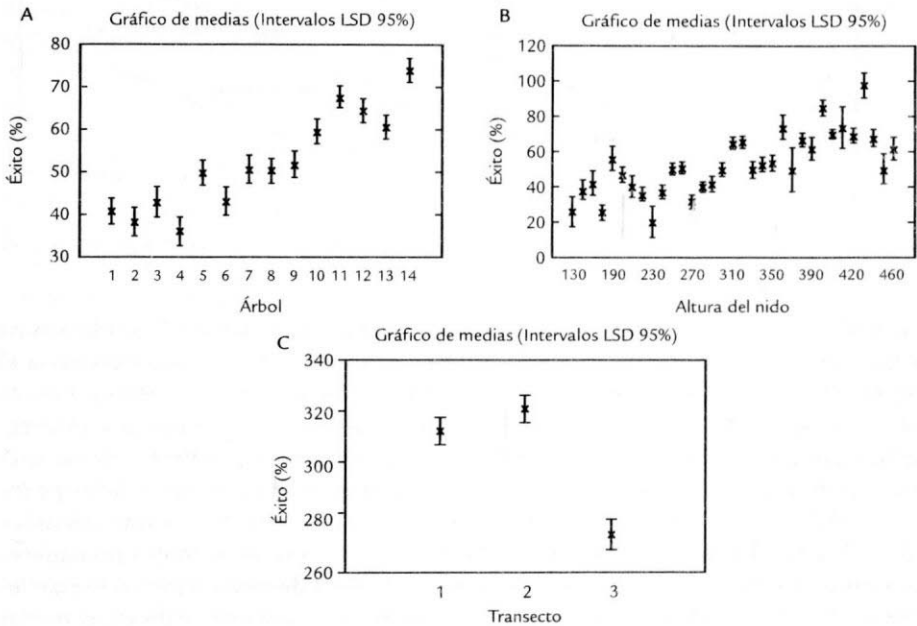 A
Gráfico de medias (Intervalos LSD 95%)
80
70
60
50
40
30
Éxito (%)
1 2 3 4 5 6 7 8 9 10 11 12 13 14
Árbol
B
Gráfico de medias (Intervalos LSD 95%)
120
100
80
60
40
20
0
Éxito (%)
130 190 230 270 310 350 390 420 460
Altura del nido
C
Gráfico de medias (Intervalos LSD 95%)
340
320
300
280
260
Éxito (%)
1 2 3
Transecto